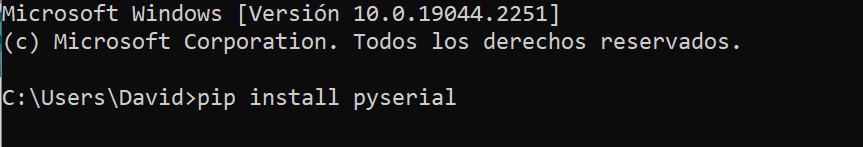 Microsoft Windows [Versión 10.0.19044.2251]
(c) Microsoft Corporation. Todos los derechos reservados.
C:\Users\David>pip install pyserial